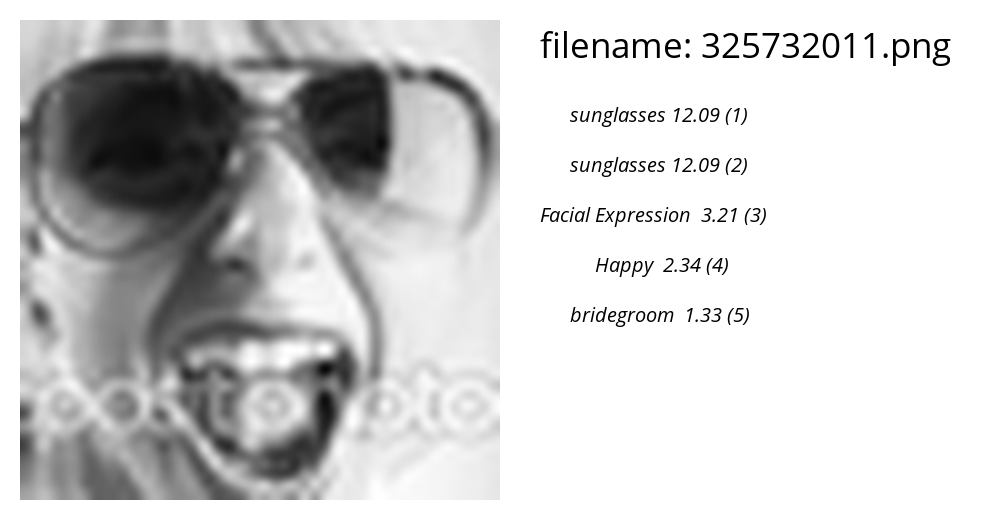 filename: 325732011.png
sunglasses 12.09 (1)
sunglasses 12.09 (2)
Facial Expression 3.21 (3)
Happy 2.34 (4)
bridegroom 1.33 (5)